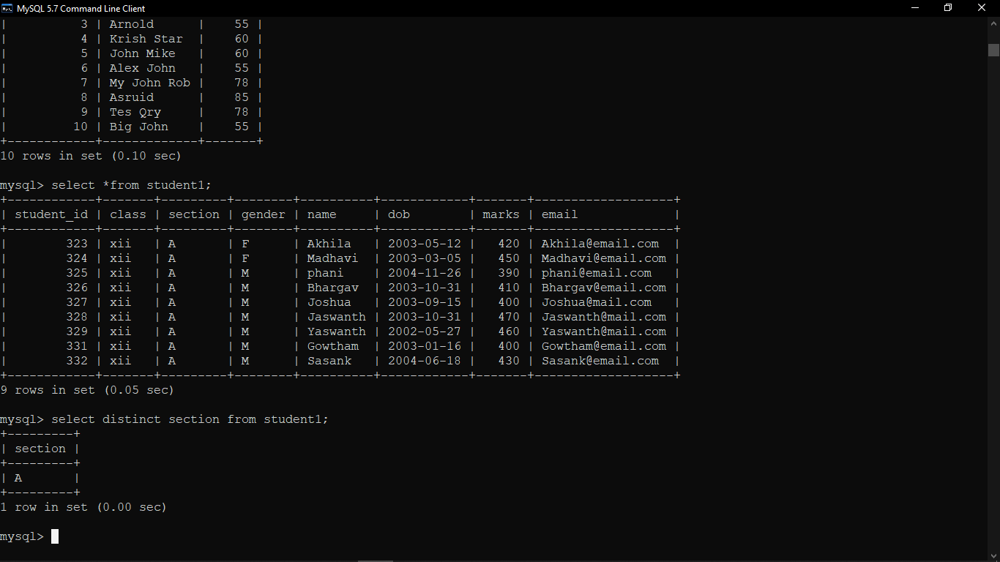 MySQL 5.7 Command Line Client
|          3 | Arnold      |    55 |
|          4 | Krish Star  |    60 |
|          5 | John Mike   |    60 |
|          6 | Alex John   |    55 |
|          7 | My John Rob |    78 |
|          8 | Asruid      |    85 |
|          9 | Tes Qry     |    78 |
|         10 | Big John    |    55 |
+------------+-------------+-------+
10 rows in set (0.10 sec)

mysql> select *from student1;
+------------+-------+---------+--------+----------+------------+-------+-------------------+
| student_id | class | section | gender | name     | dob        | marks | email             |
+------------+-------+---------+--------+----------+------------+-------+-------------------+
|        323 | xii   | A       | F      | Akhila   | 2003-05-12 |   420 | Akhila@email.com  |
|        324 | xii   | A       | F      | Madhavi  | 2003-03-05 |   450 | Madhavi@email.com |
|        325 | xii   | A       | M      | phani    | 2004-11-26 |   390 | phani@email.com   |
|        326 | xii   | A       | M      | Bhargav  | 2003-10-31 |   410 | Bhargav@email.com |
|        327 | xii   | A       | M      | Joshua   | 2003-09-15 |   400 | Joshua@mail.com   |
|        328 | xii   | A       | M      | Jaswanth | 2003-10-31 |   470 | Jaswanth@mail.com |
|        329 | xii   | A       | M      | Yaswanth | 2002-05-27 |   460 | Yaswanth@mail.com |
|        331 | xii   | A       | M      | Gowtham  | 2003-01-16 |   400 | Gowtham@email.com |
|        332 | xii   | A       | M      | Sasank   | 2004-06-18 |   430 | Sasank@email.com  |
+------------+-------+---------+--------+----------+------------+-------+-------------------+
9 rows in set (0.05 sec)

mysql> select distinct section from student1;
+---------+
| section |
+---------+
| A       |
+---------+
1 row in set (0.00 sec)

mysql>